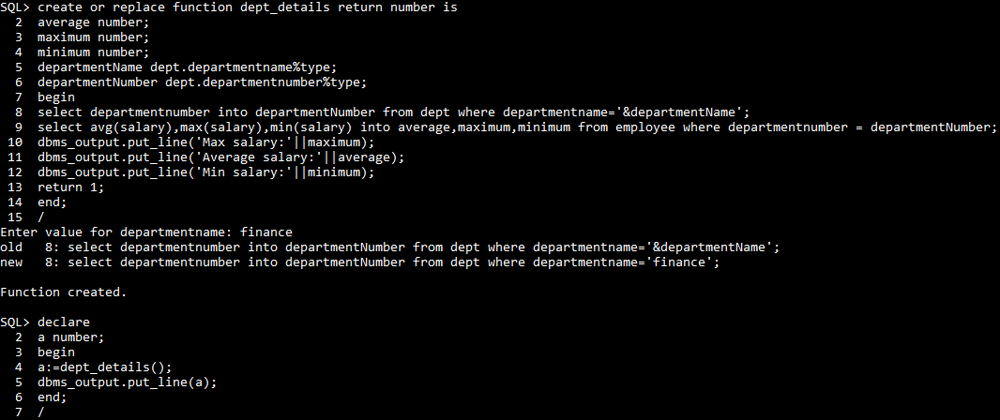 SQL> create or replace function dept_details return number is
  2  average number;
  3  maximum number;
  4  minimum number;
  5  departmentName dept.departmentname%type;
  6  departmentNumber dept.departmentnumber%type;
  7  begin
  8  select departmentnumber into departmentNumber from dept where departmentname='&departmentName';
  9  select avg(salary),max(salary),min(salary) into average,maximum,minimum from employee where departmentnumber = departmentNumber;
 10  dbms_output.put_line('Max salary:'||maximum);
 11  dbms_output.put_line('Average salary:'||average);
 12  dbms_output.put_line('Min salary:'||minimum);
 13  return 1;
 14  end;
 15  /
Enter value for departmentname: finance
old   8: select departmentnumber into departmentNumber from dept where departmentname='&departmentName';
new   8: select departmentnumber into departmentNumber from dept where departmentname='finance';

Function created.

SQL> declare
  2  a number;
  3  begin
  4  a:=dept_details();
  5  dbms_output.put_line(a);
  6  end;
  7  /